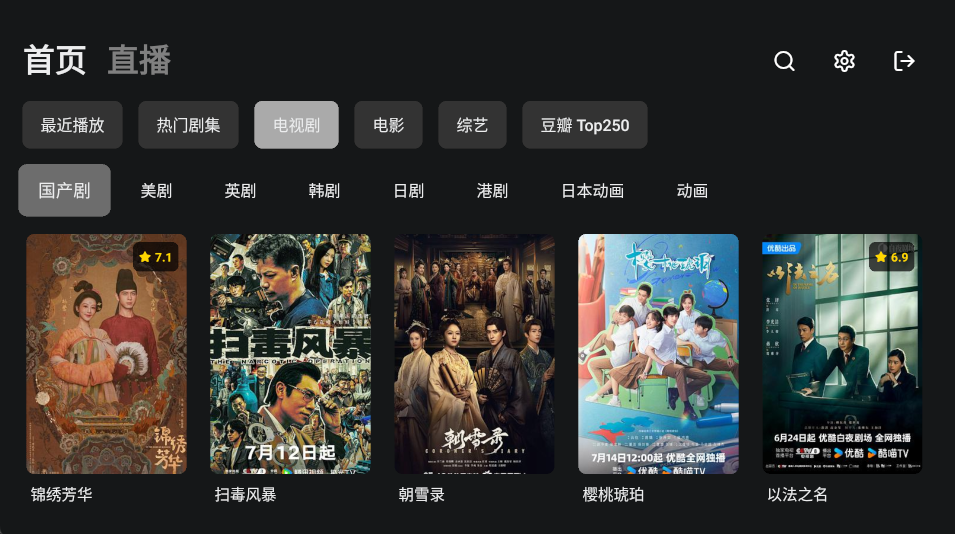 首页 直播
最近播放 热门剧集 电视剧 电影 综艺 豆瓣 Top250
国产剧 美剧 英剧 韩剧 日剧 港剧 日本动画 动画
7.1
锦绣芳华
锦绣芳华
扫毒风暴
THE NARCOTIC OPERATION
7月12日起
扫毒风暴
朝雪录
CORONER'S DIARY
朝雪录
7月14日12:00起 优酷全网独播
优酷 酷喵TV
樱桃琥珀
优酷出品
6.9
以法之名
6月24日起 优酷白夜剧场 全网独播
优酷 酷喵TV
以法之名